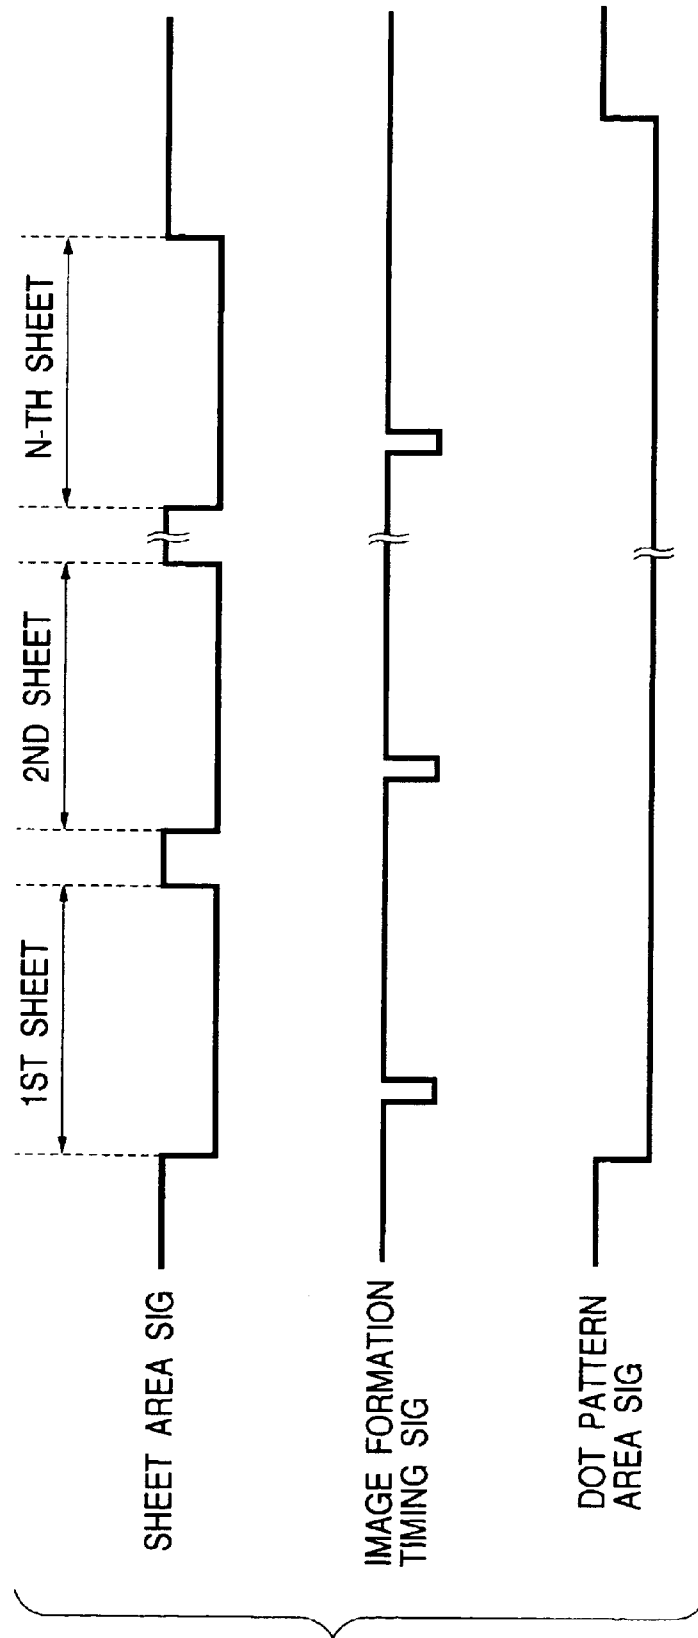 1ST SHEET
2ND SHEET
N-TH SHEET
SHEET AREA SIG
IMAGE FORMATION
TIMING SIG
DOT PATTERN
AREA SIG